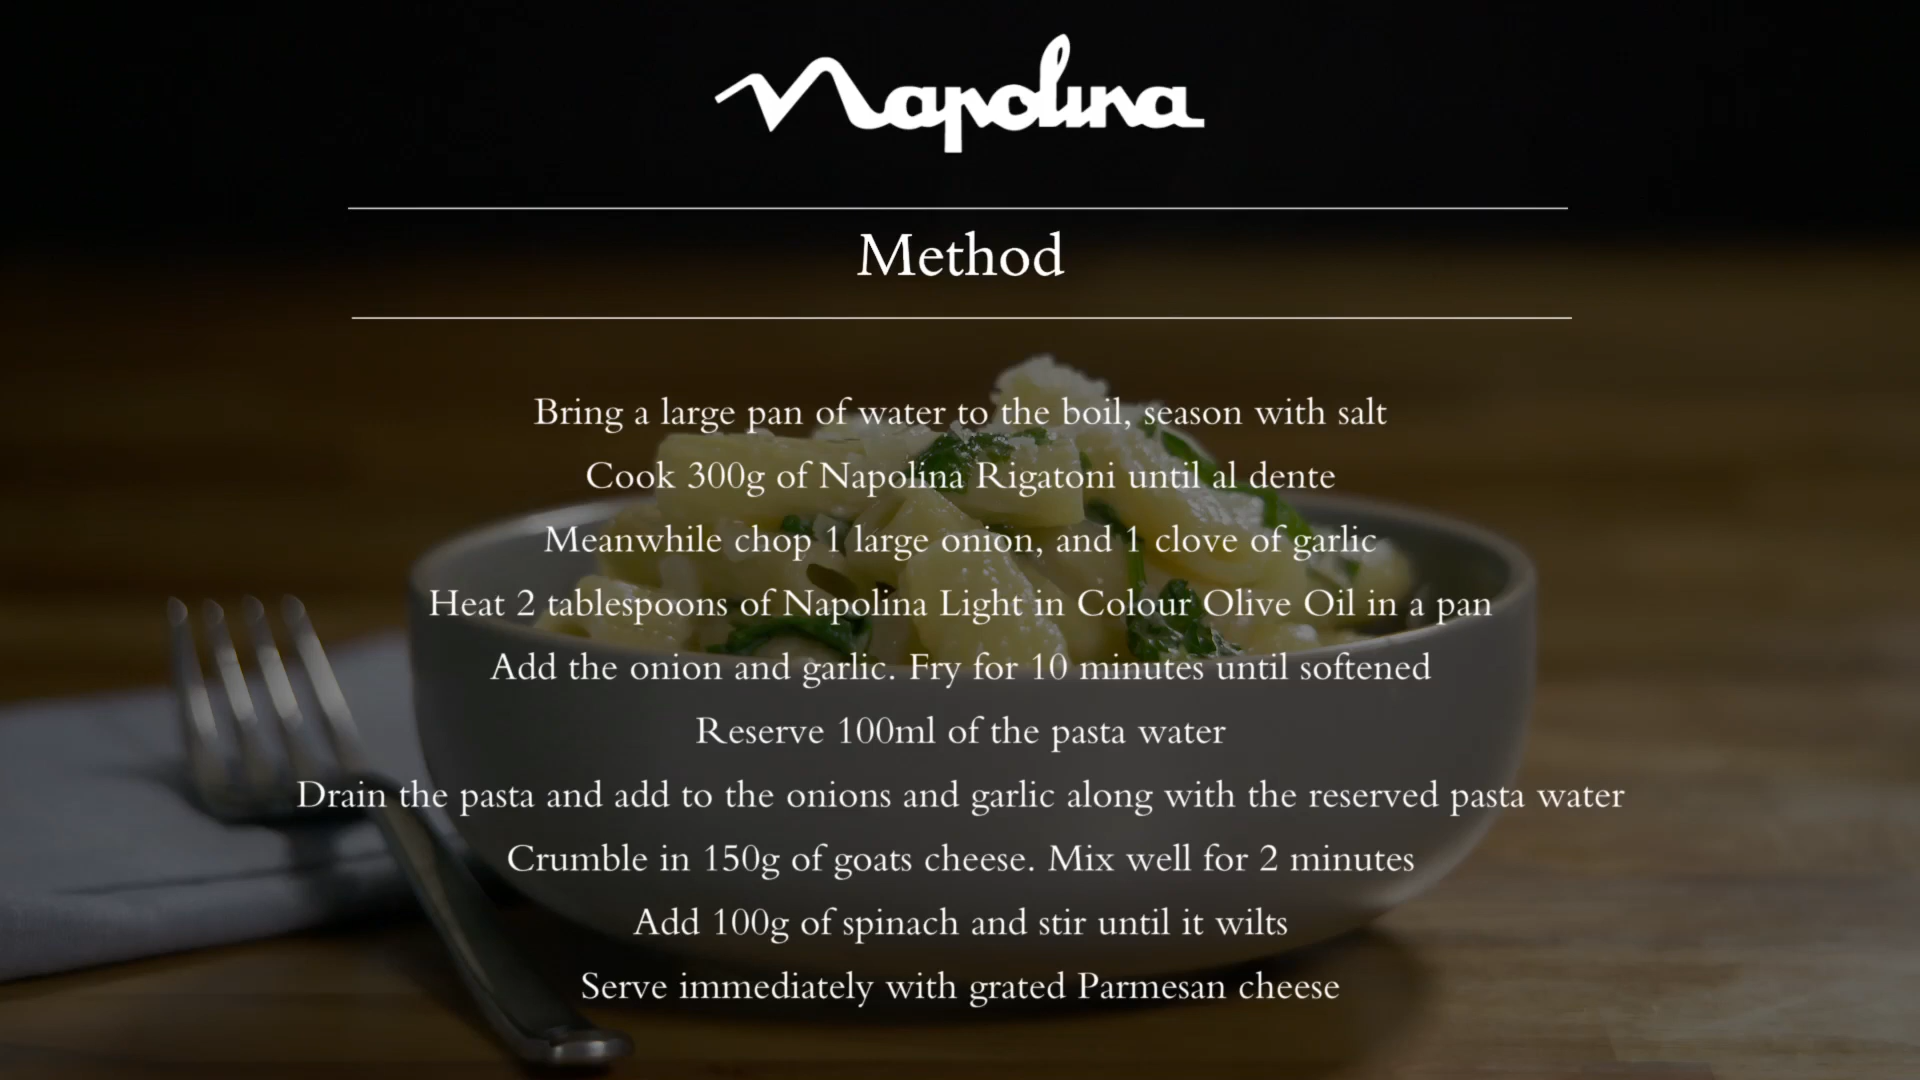 Napolina
Method
Bring a large pan of water to the boil, season with salt
Cook 300g of Napolina Rigatoni until al dente
Meanwhile chop 1 large onion, and 1 clove of garlic
Heat 2 tablespoons of Napolina Light in Colour Olive Oil in a pan
Add the onion and garlic. Fry for 10 minutes until softened
Reserve 100ml of the pasta water
Drain the pasta and add to the onions and garlic along with the reserved pasta water
Crumble in 150g of goats cheese. Mix well for 2 minutes
Add 100g of spinach and stir until it wilts
Serve immediately with grated Parmesan cheese